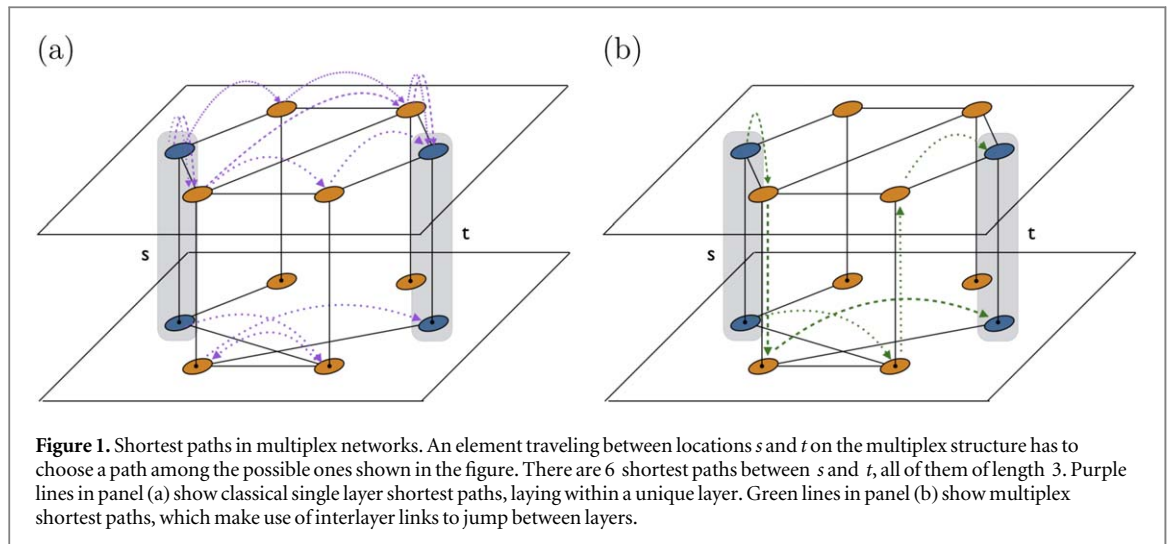 (a)
(b)
s
t
s
t
Figure 1. Shortest paths in multiplex networks. An element traveling between locations s and t on the multiplex structure has to
choose a path among the possible ones shown in the figure. There are 6 shortest paths between s and t, all of them of length 3. Purple
lines in panel (a) show classical single layer shortest paths, laying within a unique layer. Green lines in panel (b) show multiplex
shortest paths, which make use of interlayer links to jump between layers.